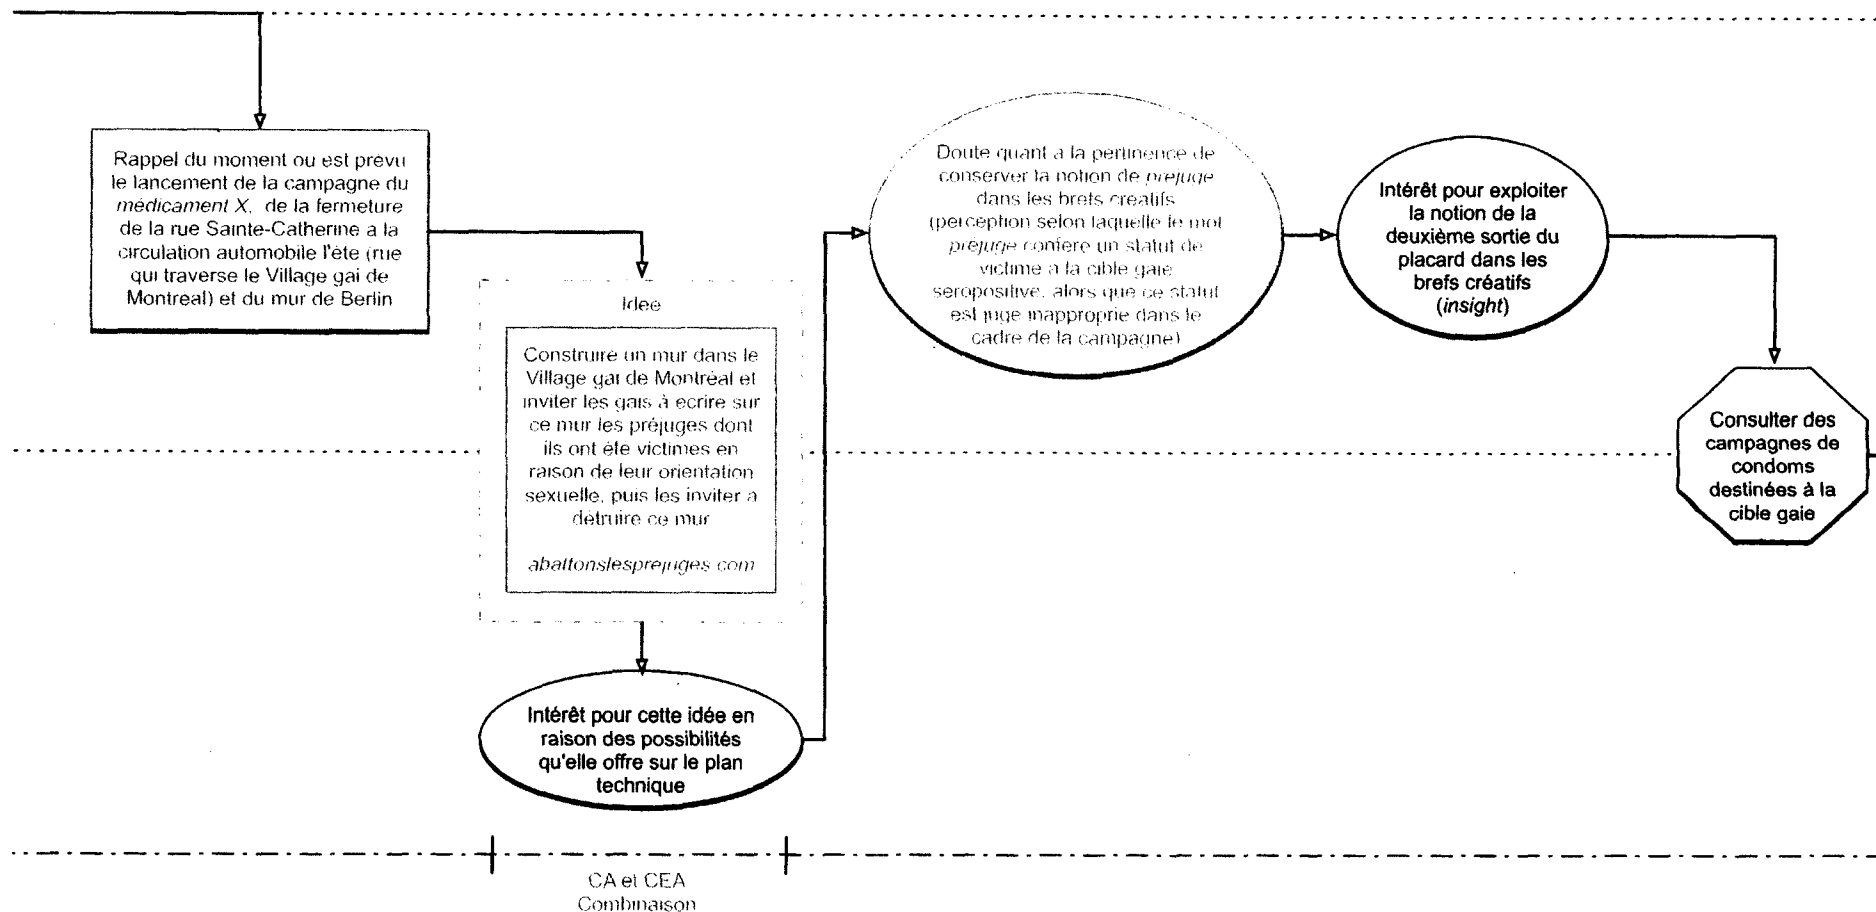 Rappel du moment ou est prévu
le lancement de la campagne du
médicament X, de la fermeture
de la rue Sainte-Catherine a la
circulation automobile l'éte (rue
qui traverse le Village gai de
Montreal) et du mur de Berlin
Idee
Construire un mur dans le
Village gai de Montréal et
inviter les gais à ecrire sur
ce mur les préjuges dont
ils ont éte victimes en
raison de leur orientation
sexuelle, puis les inviter a
détruire ce mur
abattonslesprejuges com
Intérêt pour cette idée en
raison des possibilités
qu'elle offre sur le plan
technique
Doute quant a la pertinence de
conserver la notion de prejuge
dans les brefs creatifs
(perception selon laquelle le mot
prejuge confere un statut de
victime a la cible gaie
seropositive, alors que ce statut
est juge inapproprie dans le
cadre de la campagne)
Intérêt pour exploiter
la notion de la
deuxième sortie du
placard dans les
brefs créatifs
(insight)
Consulter des
campagnes de
condoms
destinées à la
cible gaie
CA et CEA
Combinaison